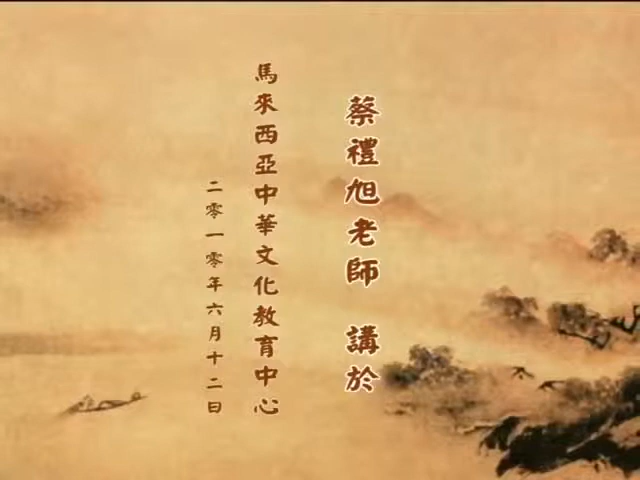 蔡禮旭老師 講於
馬來西亞中華文化教育中心
二零一零年六月十二日